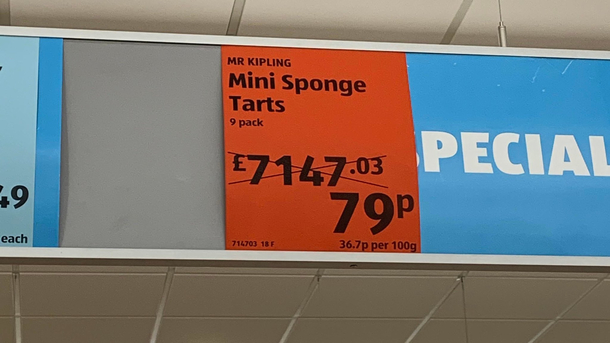 49
each
MR KIPLING
Mini Sponge
Tarts
9 pack
£7147.03
79p
714703 18 F
36.7p per 100g
PECIAL